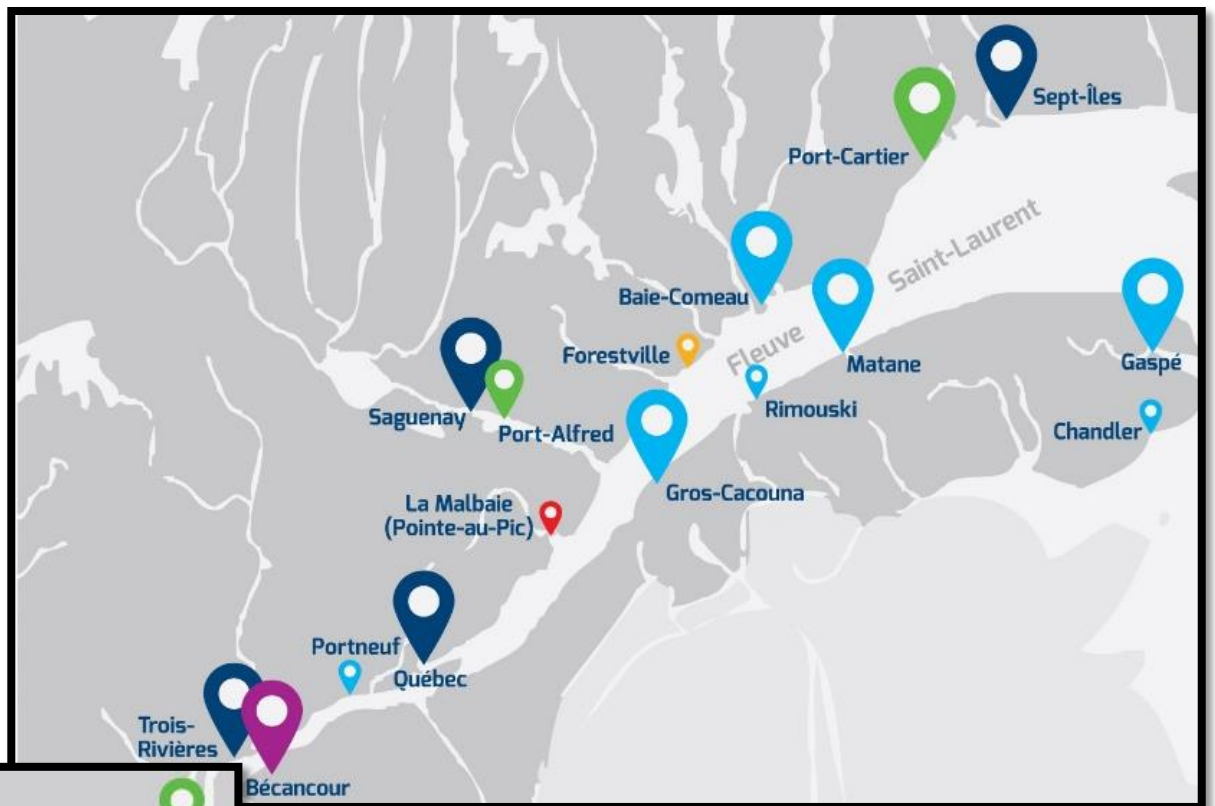 Sept-Îles
Port-Cartier
Saint-Laurent
Baie-Comeau
Fleuve
Forestville
Matane
Gaspé
Saguenay
Port-Alfred
Rimouski
Chandler
Gros-Cacouna
La Malbaie
(Pointe-au-Pic)
Portneuf
Québec
Trois-
Rivières
Bécancour